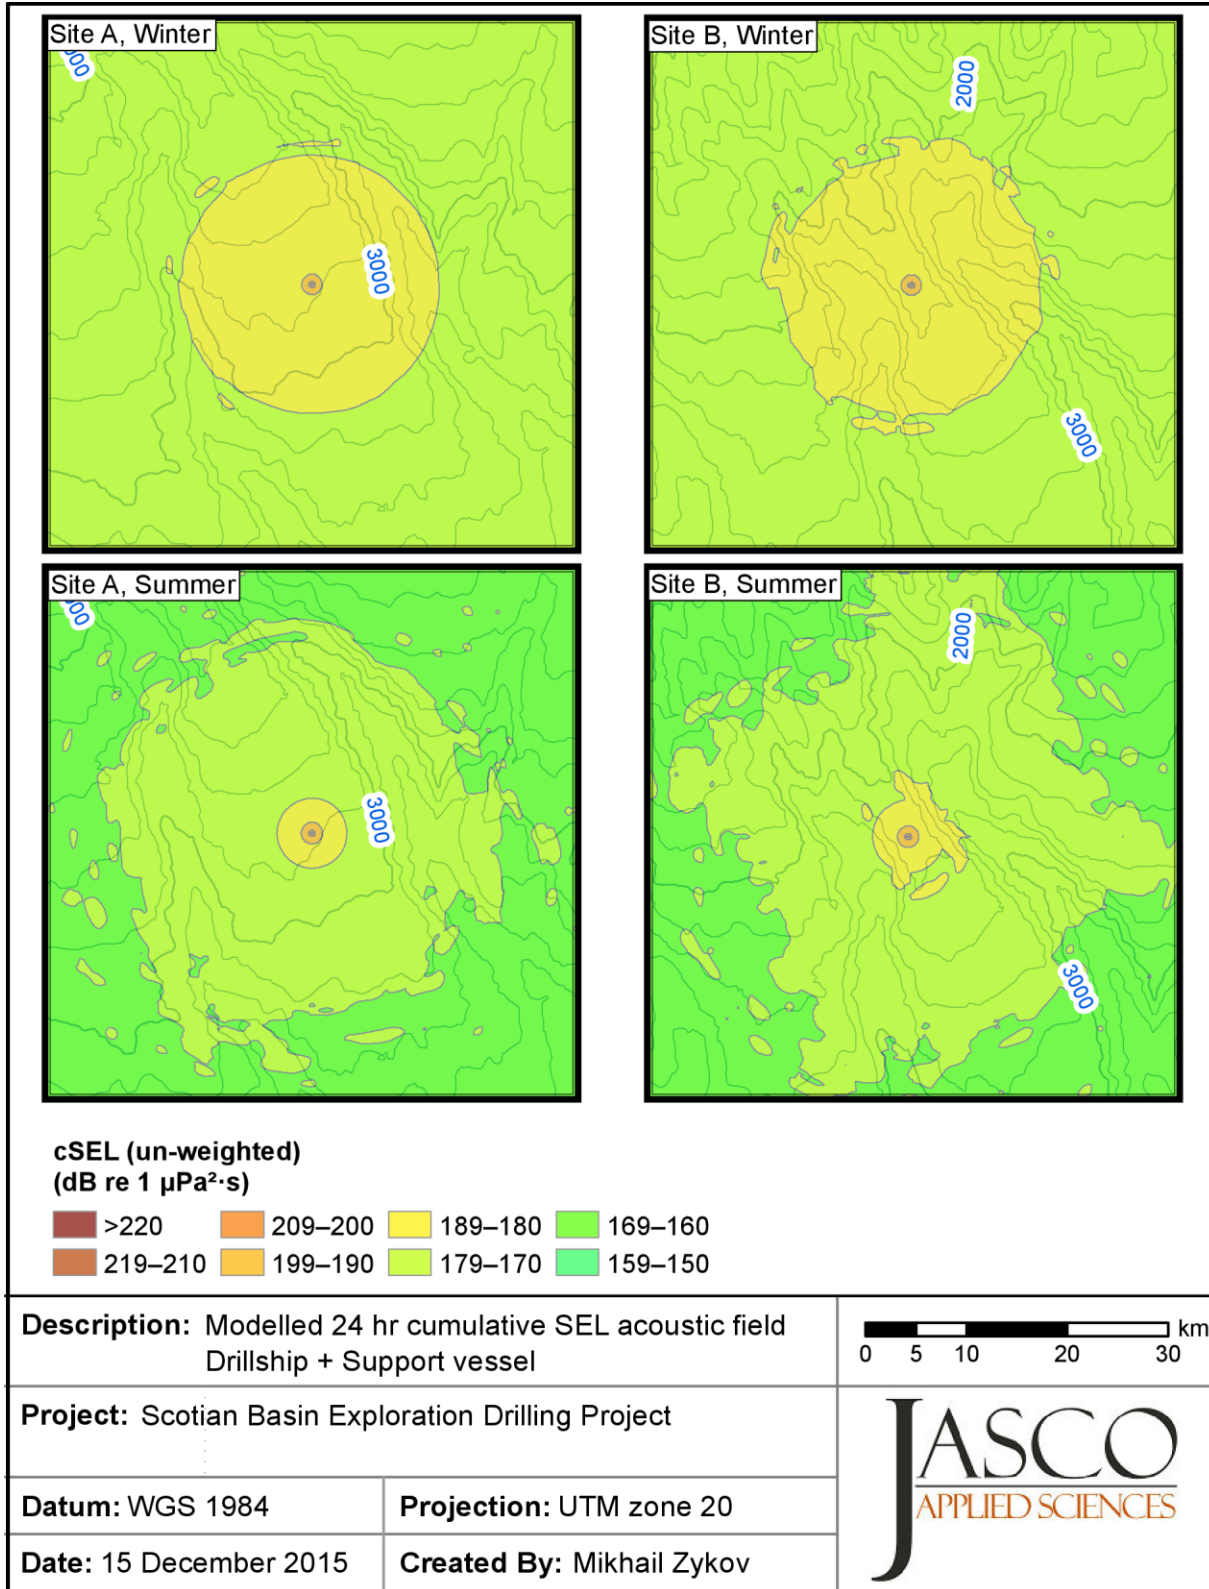 Site A, Winter
00
3000
Site B, Winter
2000
3000
Site A, Summer
00
3000
Site B, Summer
2000
3000
cSEL (un-weighted)
(dB re 1 µPa²·s)
>220 209–200 189–180 169–160
219–210 199–190 179–170 159–150
Description: Modelled 24 hr cumulative SEL acoustic field
Drillship + Support vessel
km
0 5 10 20 30
Project: Scotian Basin Exploration Drilling Project
JASCO
APPLIED SCIENCES
Datum: WGS 1984 Projection: UTM zone 20
Date: 15 December 2015 Created By: Mikhail Zykov